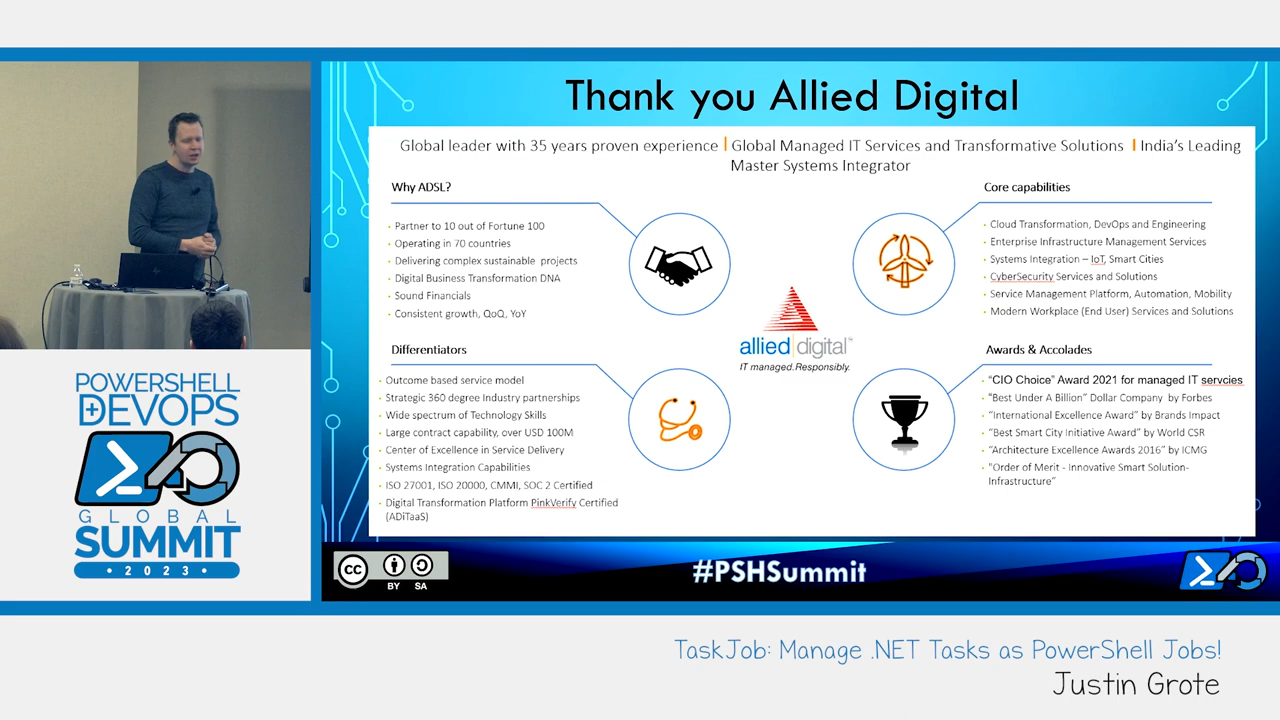 Thank you Allied Digital
Global leader with 35 years proven experience | Global Managed IT Services and Transformative Solutions | India's Leading
Master Systems Integrator
Why ADSL?
Partner to 10 out of Fortune 100
Operating in 70 countries
Delivering complex sustainable projects
Digital Business Transformation DNA
Sound Financials
Consistent growth, QoQ, YoY
Core capabilities
Cloud Transformation, DevOps and Engineering
Enterprise Infrastructure Management Services
Systems Integration – IoT, Smart Cities
CyberSecurity Services and Solutions
Service Management Platform, Automation, Mobility
Modern Workplace (End User) Services and Solutions
allied|digital™
IT managed.Responsibly.
Differentiators
Outcome based service model
Strategic 360 degree Industry partnerships
Wide spectrum of Technology Skills
Large contract capability, over USD 100M
Center of Excellence in Service Delivery
Systems Integration Capabilities
ISO 27001, ISO 20000, CMMI, SOC 2 Certified
Digital Transformation Platform PinkVerify Certified
(ADiTaaS)
Awards & Accolades
"CIO Choice" Award 2021 for managed IT servcies
"Best Under A Billion" Dollar Company by Forbes
"International Excellence Award" by Brands Impact
"Best Smart City Initiative Award" by World CSR
"Architecture Excellence Awards 2016" by ICMG
"Order of Merit - Innovative Smart Solution-
Infrastructure"
POWERSHELL
+DEVOPS
GLOBAL
SUMMIT
• 2023 •
cc
BY SA
#PSHSummit
TaskJob: Manage .NET Tasks as PowerShell Jobs!
Justin Grote